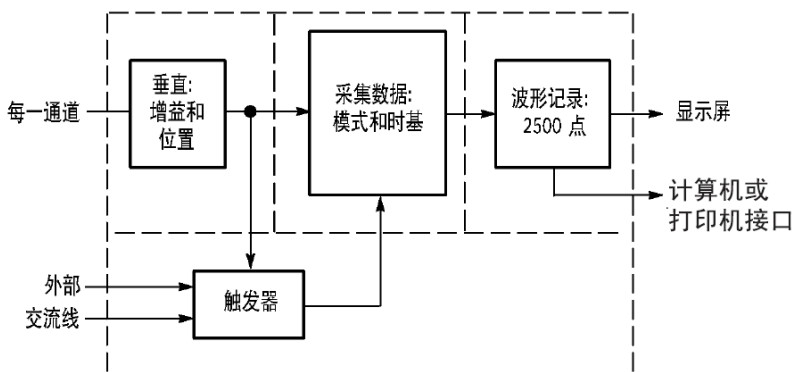 每一通道
垂直:
增益和
位置
采集数据:
模式和时基
波形记录:
2500 点
显示屏
计算机或
打印机接口
外部
交流线
触发器